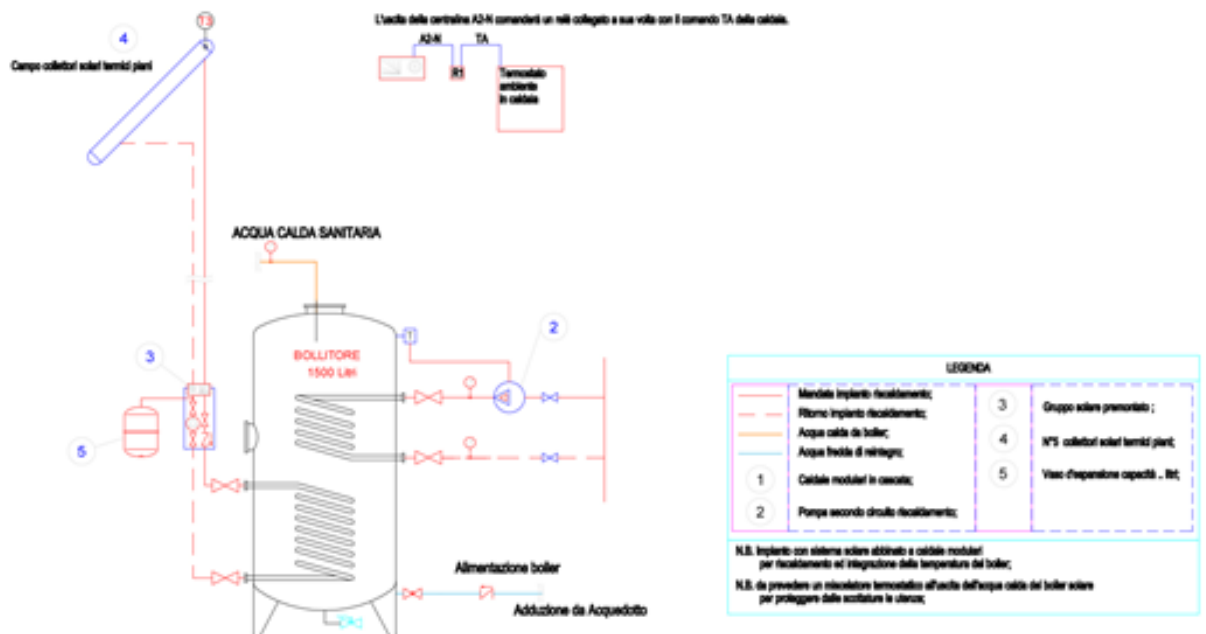 T3
L'uscita della centralina A2-N comanderà un relè collegato a sua volta con il comando TA della caldaia.
4
Campo collettori solari termici piani
A2-N
TA
R1
Termostato
ambiente
in caldaia
ACQUA CALDA SANITARIA
1
2
BOLLITORE
1500 Litri
3
5
LEGENDA
Mandata impianto riscaldamento;
Ritorno impianto riscaldamento;
Acqua calda da boiler;
Acqua fredda di reintegro;
1
Caldaie modulari in cascata;
2
Pompa secondo circuito riscaldamento;
3
Gruppo solare premontato ;
4
N°5 collettori solari termici piani;
5
Vaso d'espansione capacità .. litri;
N.B. Impianto con sistema solare abbinato a caldaie modulari
per riscaldamento ed integrazione della temperatura del boiler;
N.B. da prevedere un miscelatore termostatico all'uscita dell'acqua calda del boiler solare
per proteggere dalle scottature le utenze;
Alimentazione boiler
Adduzione da Acquedotto